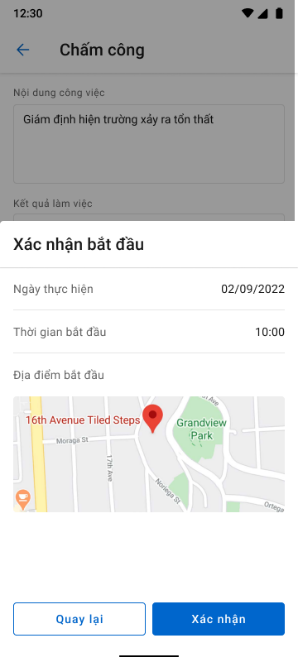 12:30
Chấm công
Nội dung công việc
Giám định hiện trường xảy ra tổn thất
Kết quả làm việc
Xác nhận bắt đầu
Ngày thực hiện 02/09/2022
Thời gian bắt đầu 10:00
Địa điểm bắt đầu
16th Avenue Tiled Steps
Grandview
Park
Moraga St
17th Ave
Noriega St
Ortega
Quay lại Xác nhận